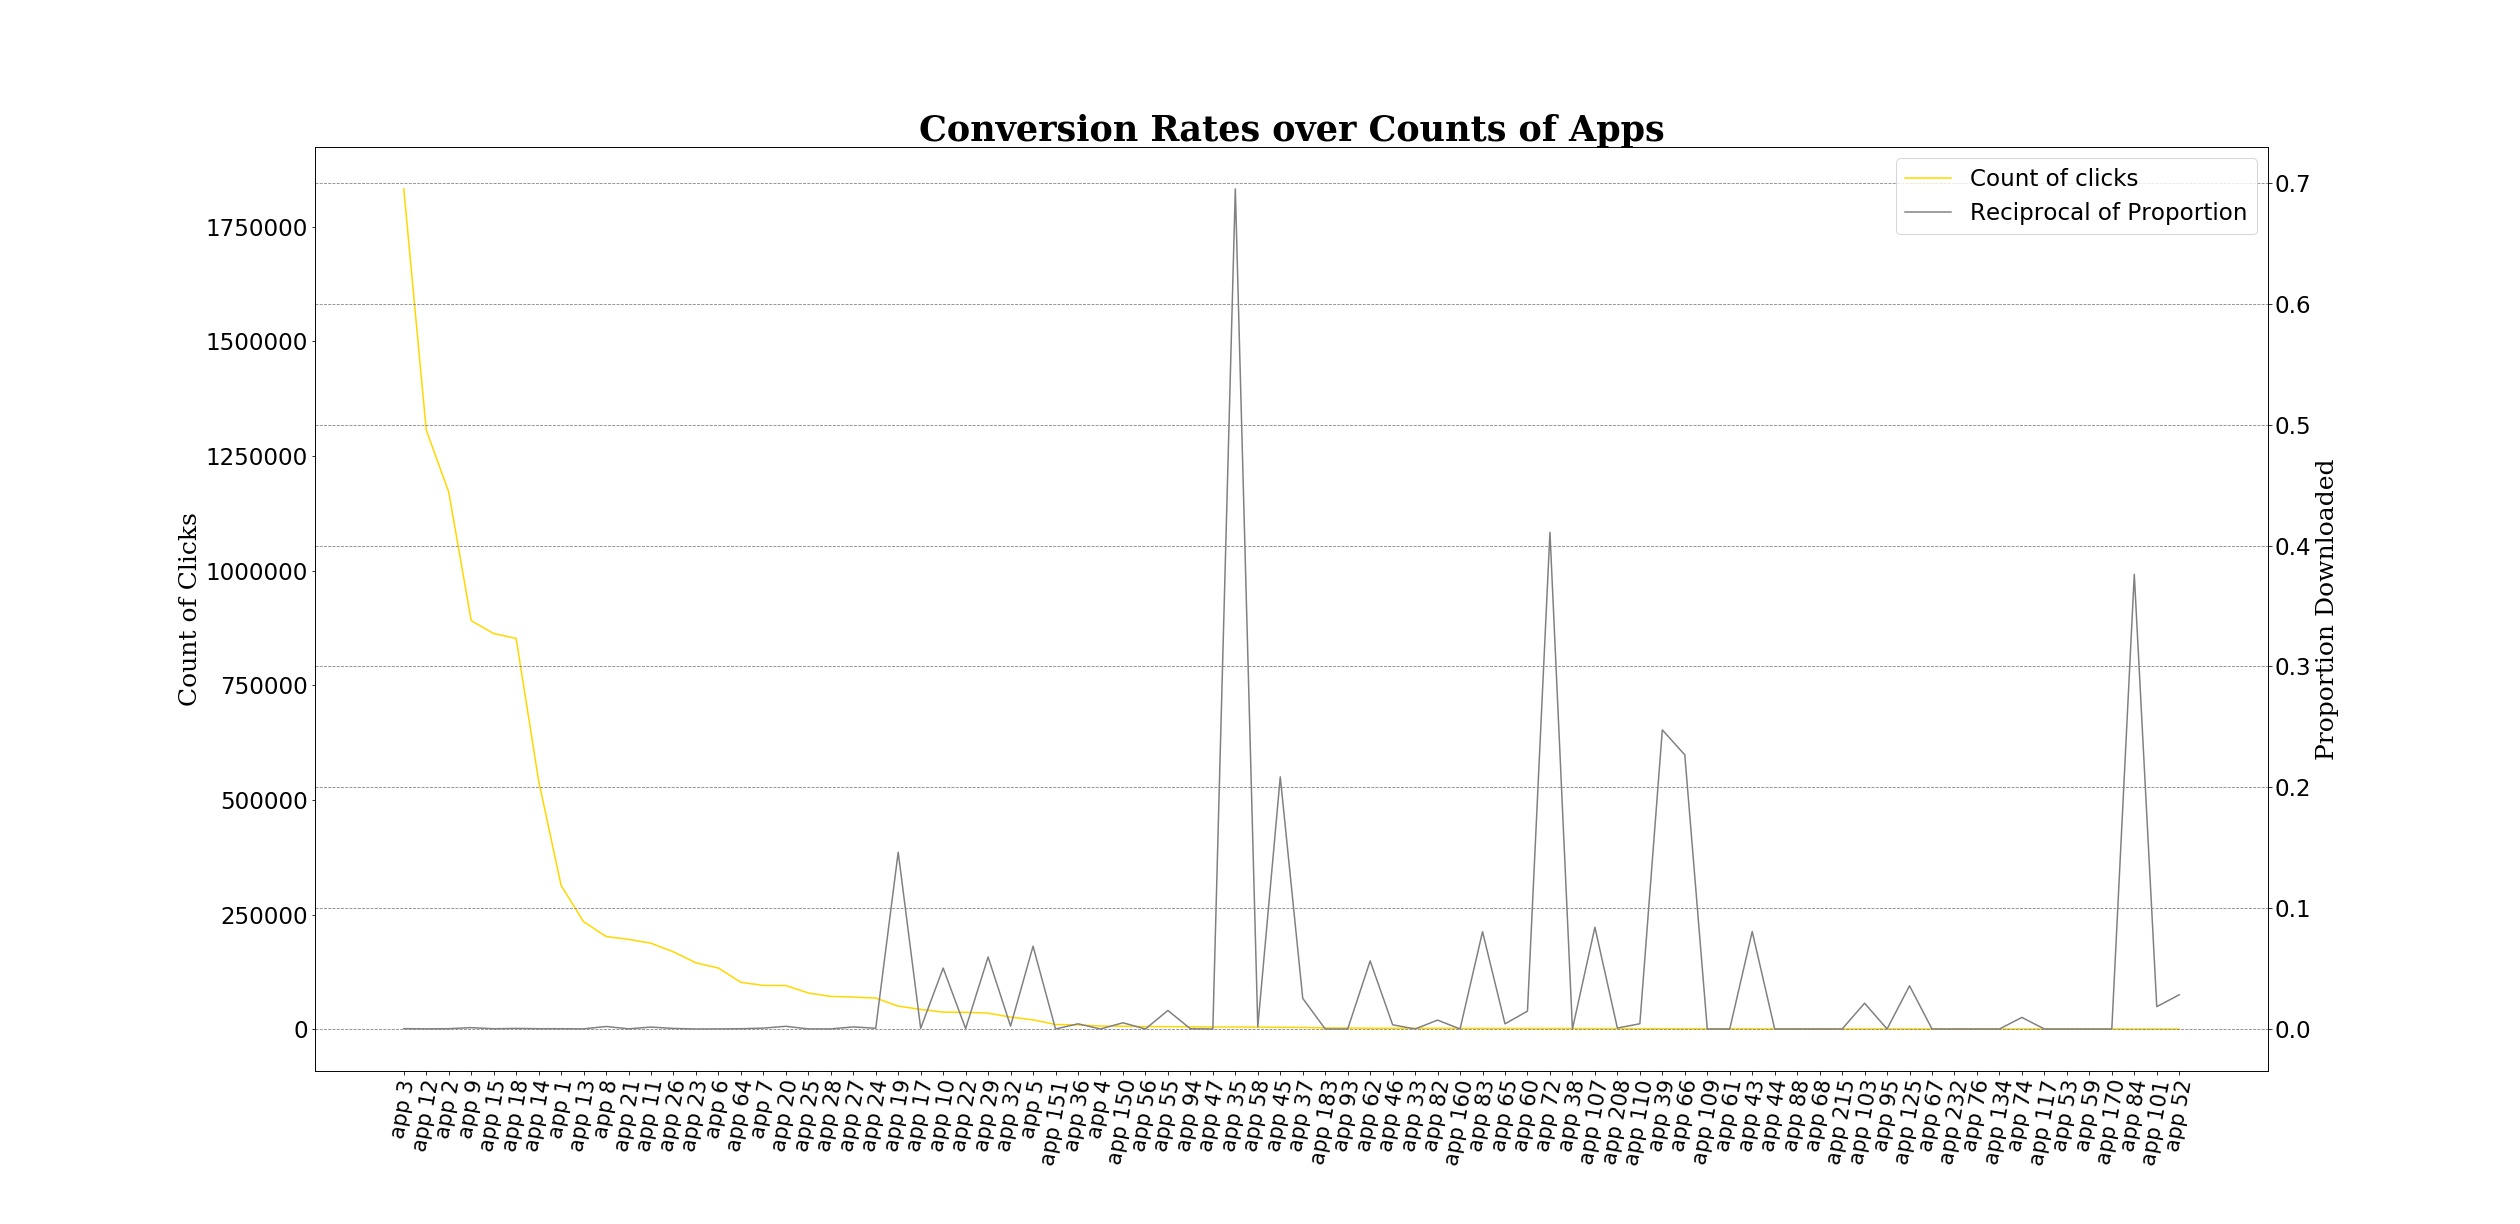 Conversion Rates over Counts of Apps
Count of clicks
Reciprocal of Proportion
Count of Clicks
1750000
1500000
1250000
1000000
750000
500000
250000
0
0.7
0.6
0.5
0.4
0.3
0.2
0.1
0.0
Proportion Downloaded
app 3
app 12
app 2
app 9
app 15
app 18
app 14
app 1
app 13
app 8
app 21
app 11
app 26
app 23
app 6
app 64
app 7
app 20
app 25
app 28
app 27
app 24
app 19
app 17
app 10
app 22
app 29
app 32
app 5
app 151
app 36
app 4
app 150
app 56
app 55
app 94
app 47
app 35
app 58
app 45
app 37
app 183
app 93
app 62
app 46
app 33
app 82
app 160
app 83
app 65
app 60
app 72
app 38
app 107
app 208
app 110
app 39
app 66
app 109
app 61
app 43
app 44
app 88
app 68
app 215
app 103
app 95
app 125
app 67
app 232
app 76
app 134
app 74
app 117
app 53
app 59
app 170
app 84
app 101
app 52